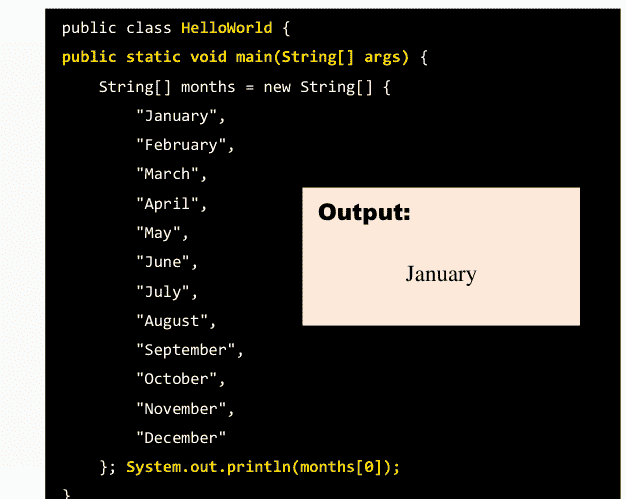 public class HelloWorld {
public static void main(String[] args) {
String[] months = new String[] {
"January",
"February",
"March",
"April",
"May",
"June",
"July",
"August",
"September",
"October",
"November",
"December"
}; System.out.println(months[0]);
}
Output:
January